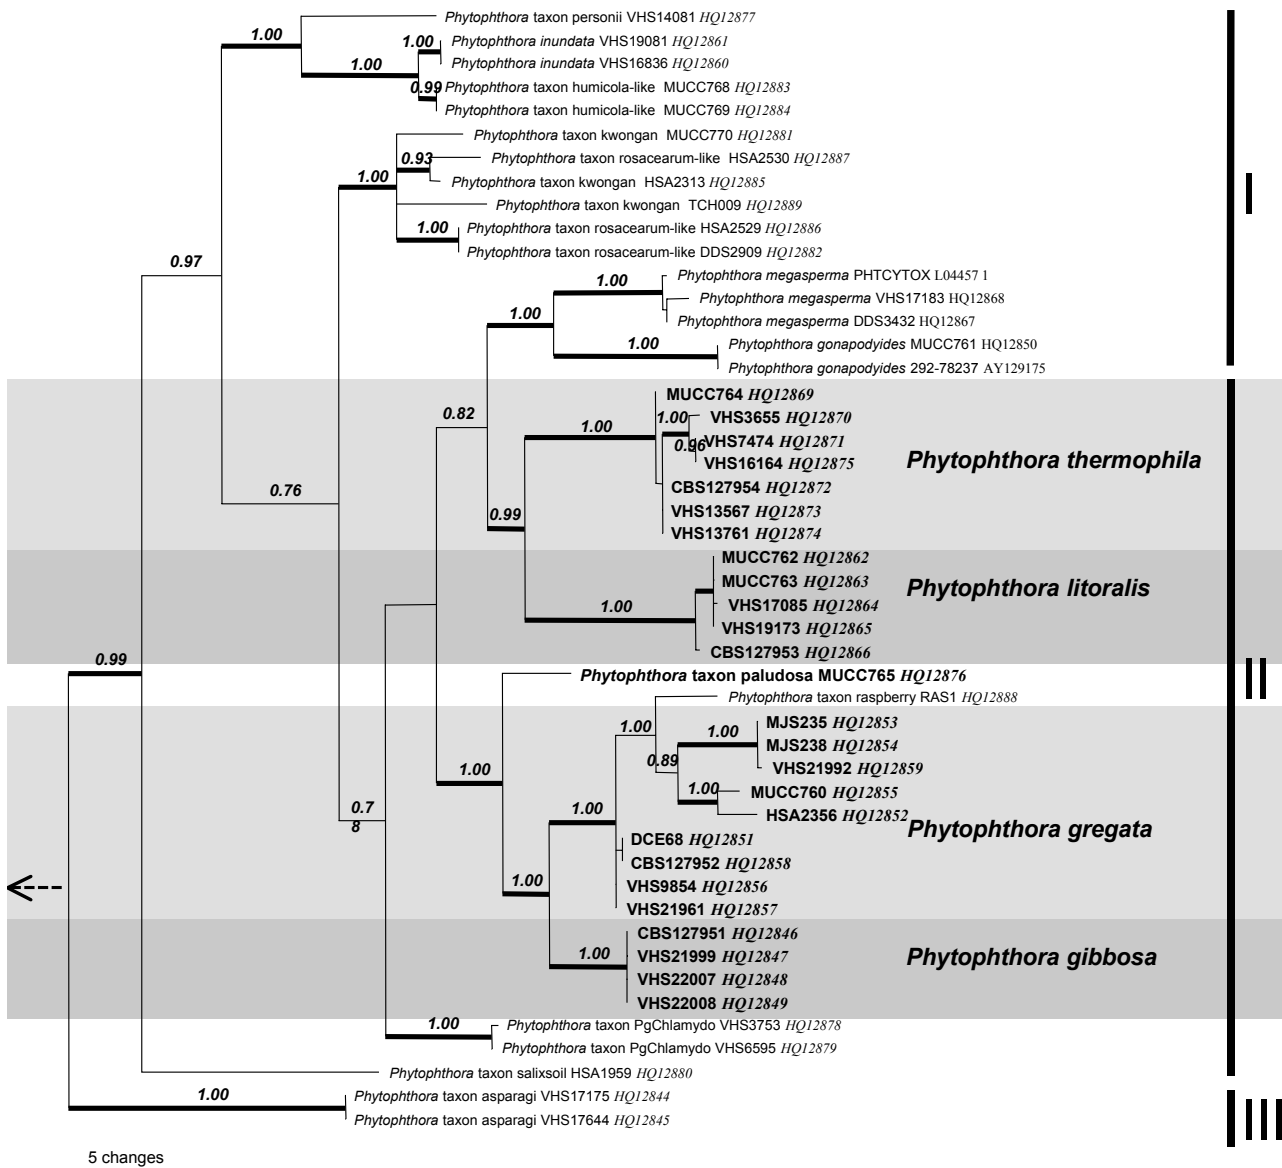 Phytophthora taxon personii VHS14081 HQ12877
1.00
1.00 Phytophthora inundata VHS19081 HQ12861
1.00 Phytophthora inundata VHS16836 HQ12860
0.99 Phytophthora taxon humicola-like MUCC768 HQ12883
Phytophthora taxon humicola-like MUCC769 HQ12884
Phytophthora taxon kwongan MUCC770 HQ12881
0.93 Phytophthora taxon rosacearum-like HSA2530 HQ12887
1.00 Phytophthora taxon kwongan HSA2313 HQ12885
I
Phytophthora taxon kwongan TCH009 HQ12889
1.00 Phytophthora taxon rosacearum-like HSA2529 HQ12886
Phytophthora taxon rosacearum-like DDS2909 HQ12882
0.97
1.00 Phytophthora megasperma PHTCYTOX L04457 1
Phytophthora megasperma VHS17183 HQ12868
1.00 Phytophthora megasperma DDS3432 HQ12867
1.00 Phytophthora gonapodyides MUCC761 HQ12850
Phytophthora gonapodyides 292-78237 AY129175
MUCC764 HQ12869
0.82 1.00 1.00 VHS3655 HQ12870
0.96 VHS7474 HQ12871
VHS16164 HQ12875 Phytophthora thermophila
0.76 CBS127954 HQ12872
0.99 VHS13567 HQ12873
VHS13761 HQ12874
MUCC762 HQ12862
MUCC763 HQ12863 Phytophthora litoralis
1.00 VHS17085 HQ12864
VHS19173 HQ12865
CBS127953 HQ12866
0.99
II
Phytophthora taxon paludosa MUCC765 HQ12876
Phytophthora taxon raspberry RAS1 HQ12888
1.00 1.00 MJS235 HQ12853
MJS238 HQ12854
1.00 0.89 VHS21992 HQ12859
1.00 MUCC760 HQ12855
0.7
8
1.00 HSA2356 HQ12852
Phytophthora gregata
DCE68 HQ12851
CBS127952 HQ12858
1.00 VHS9854 HQ12856
VHS21961 HQ12857
CBS127951 HQ12846
1.00 VHS21999 HQ12847 Phytophthora gibbosa
VHS22007 HQ12848
VHS22008 HQ12849
1.00 Phytophthora taxon PgChlamydo VHS3753 HQ12878
Phytophthora taxon PgChlamydo VHS6595 HQ12879
Phytophthora taxon salixsoil HSA1959 HQ12880
1.00 Phytophthora taxon asparagi VHS17175 HQ12844
Phytophthora taxon asparagi VHS17644 HQ12845
III
5 changes